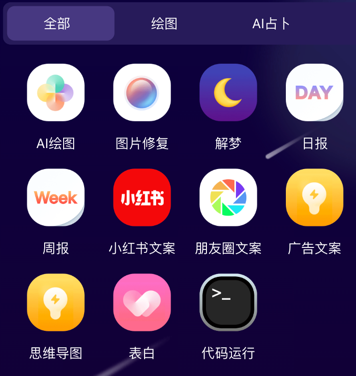 全部 绘图 AI占卜
DAY
AI绘图 图片修复 解梦 日报
Week 小红书
周报 小红书文案 朋友圈文案 广告文案
>_
思维导图 表白 代码运行